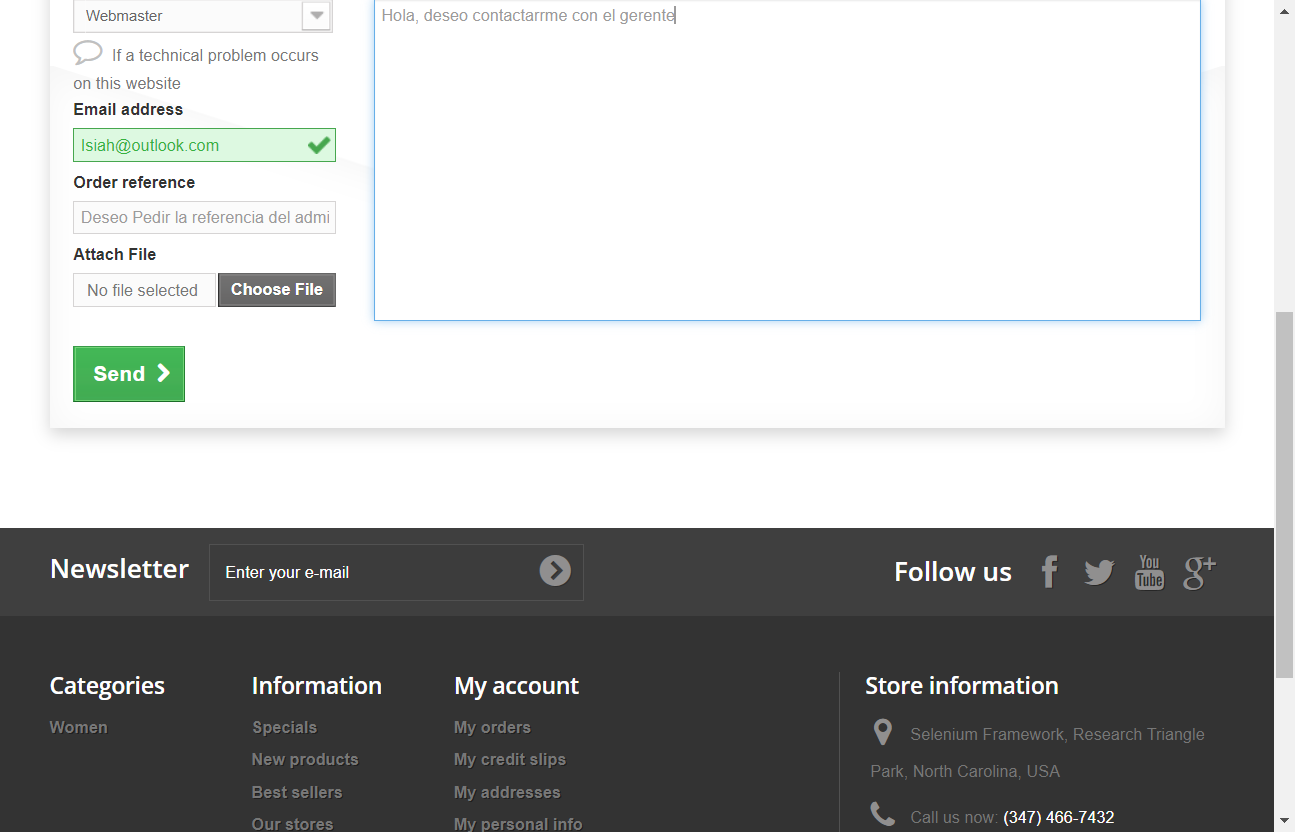 Webmaster
If a technical problem occurs
on this website
Email address
Isiah@outlook.com
Order reference
Deseo Pedir la referencia del admi
Attach File
No file selected
Choose File
Send
Hola, deseo contactarrme con el gerente
Newsletter
Enter your e-mail
Follow us
You
Tube
g+
Categories
Women
Information
Specials
New products
Best sellers
Our stores
My account
My orders
My credit slips
My addresses
My personal info
Store information
Selenium Framework, Research Triangle
Park, North Carolina, USA
Call us now: (347) 466-7432